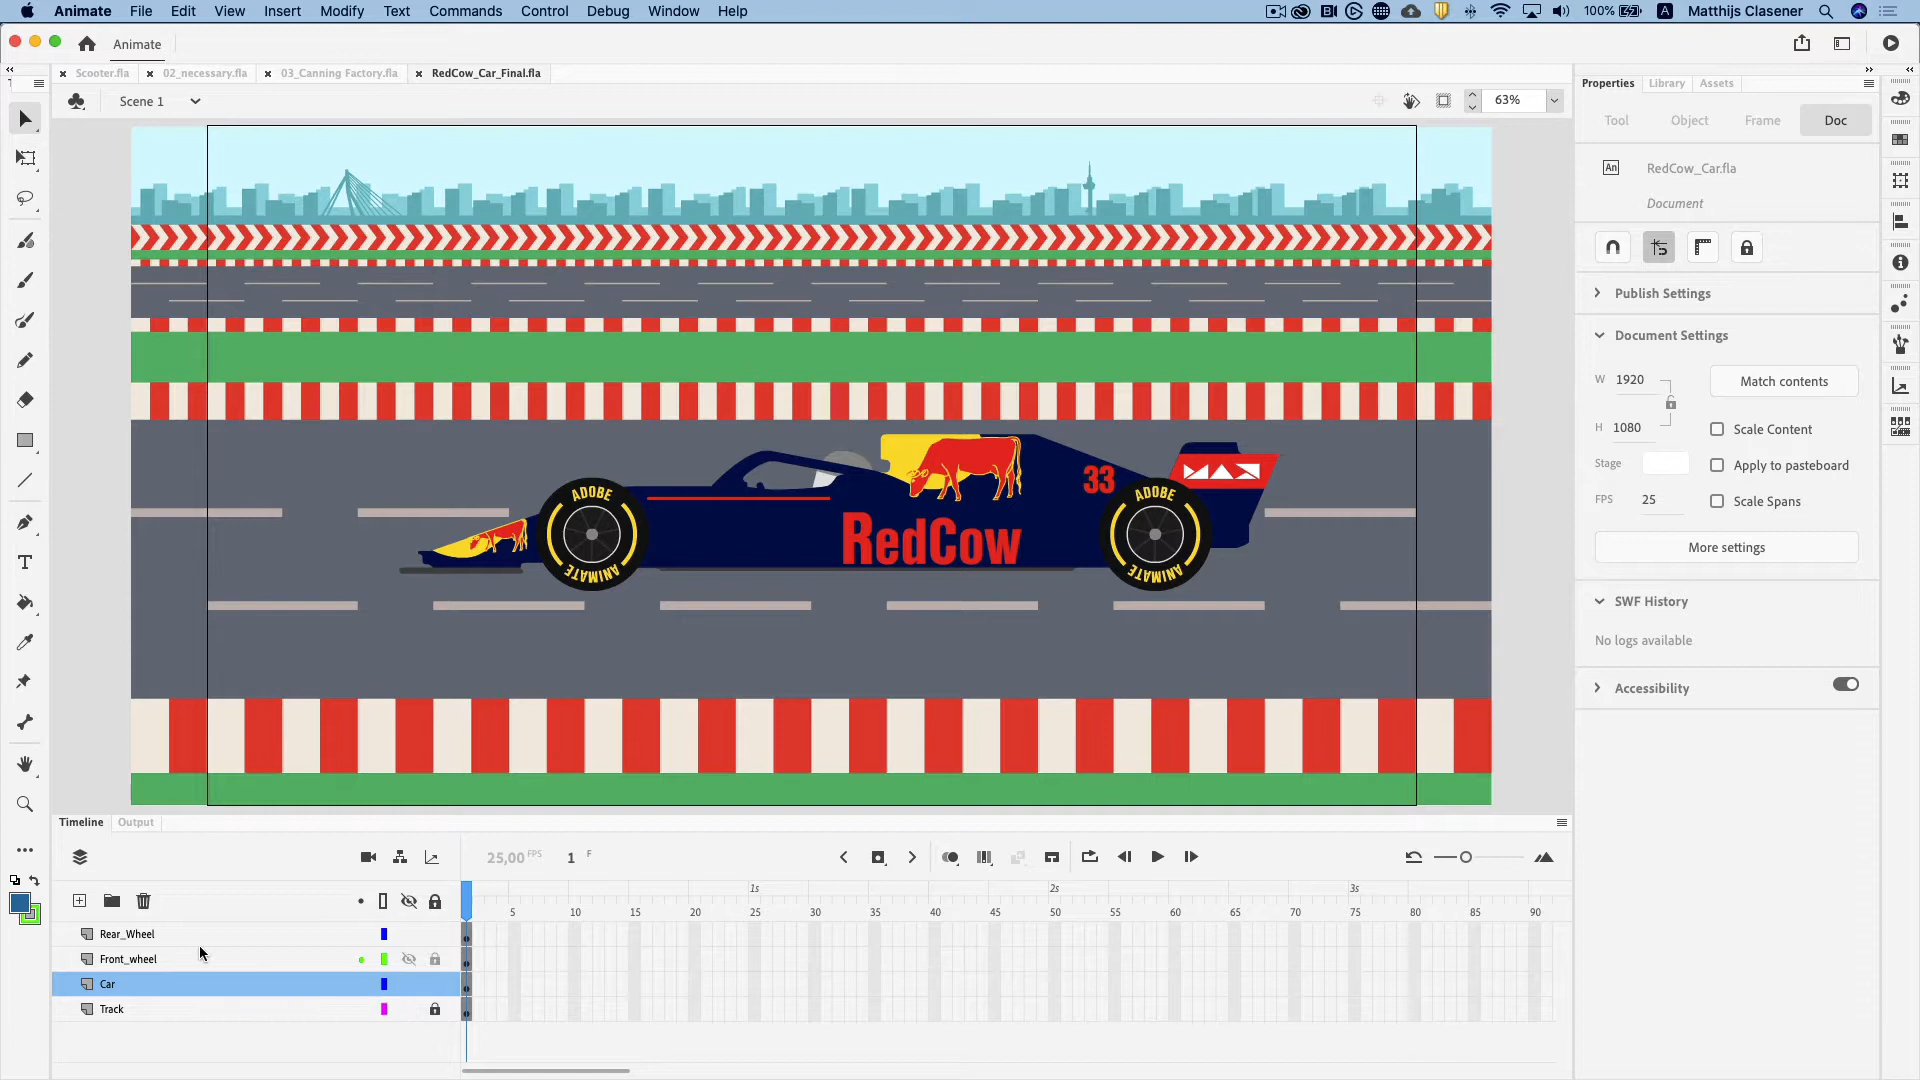 Animate File Edit View Insert Modify Text Commands Control Debug Window Help 100% A Matthijs Clasener
Animate
Scooter.fla 02_necessary.fla 03_Canning Factory.fla RedCow_Car_Final.fla
Scene 1 63%
Properties Library Assets
Tool Object Frame Doc
An RedCow_Car.fla
Document
Publish Settings
Document Settings
W 1920 Match contents
H 1080 Scale Content
Stage Apply to pasteboard
FPS 25 Scale Spans
More settings
SWF History
No logs available
Accessibility
33
MAX
ADOBE
ANIMATE
RedCow
ADOBE
ANIMATE
Timeline Output
25,00 FPS 1 F
1s 2s 3s
5 10 15 20 25 30 35 40 45 50 55 60 65 70 75 80 85 90
Rear_Wheel
Front_wheel
Car
Track